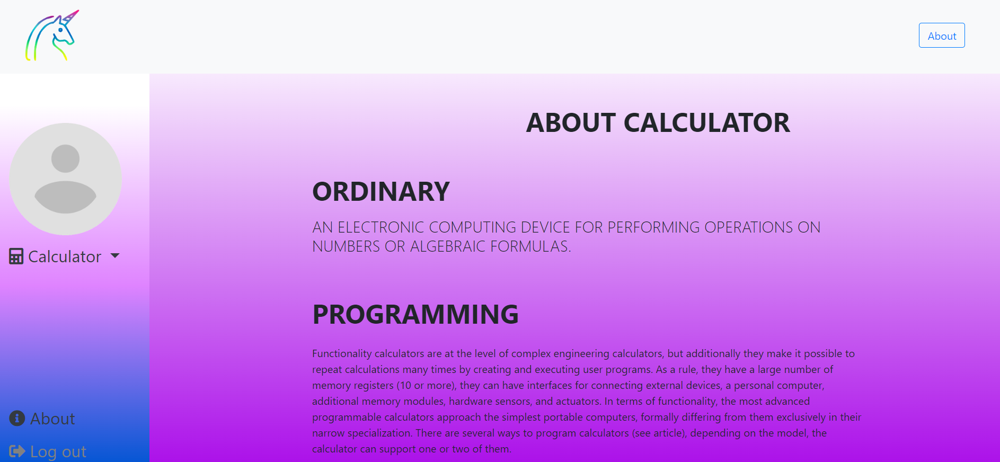 About
ABOUT CALCULATOR
ORDINARY
AN ELECTRONIC COMPUTING DEVICE FOR PERFORMING OPERATIONS ON
NUMBERS OR ALGEBRAIC FORMULAS.
Calculator
PROGRAMMING
Functionality calculators are at the level of complex engineering calculators, but additionally they make it possible to
repeat calculations many times by creating and executing user programs. As a rule, they have a large number of
memory registers (10 or more), they can have interfaces for connecting external devices, a personal computer,
additional memory modules, hardware sensors, and actuators. In terms of functionality, the most advanced
programmable calculators approach the simplest portable computers, formally differing from them exclusively in their
narrow specialization. There are several ways to program calculators (see article), depending on the model, the
calculator can support one or two of them.
About
Log out